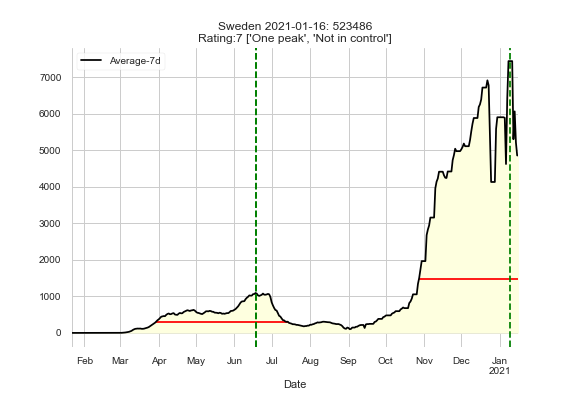 Sweden 2021-01-16: 523486
Rating:7 ['One peak', 'Not in control']
Average-7d
7000
6000
5000
4000
3000
2000
1000
0
Feb Mar Apr May Jun Jul Aug Sep Oct Nov Dec Jan
2021
Date